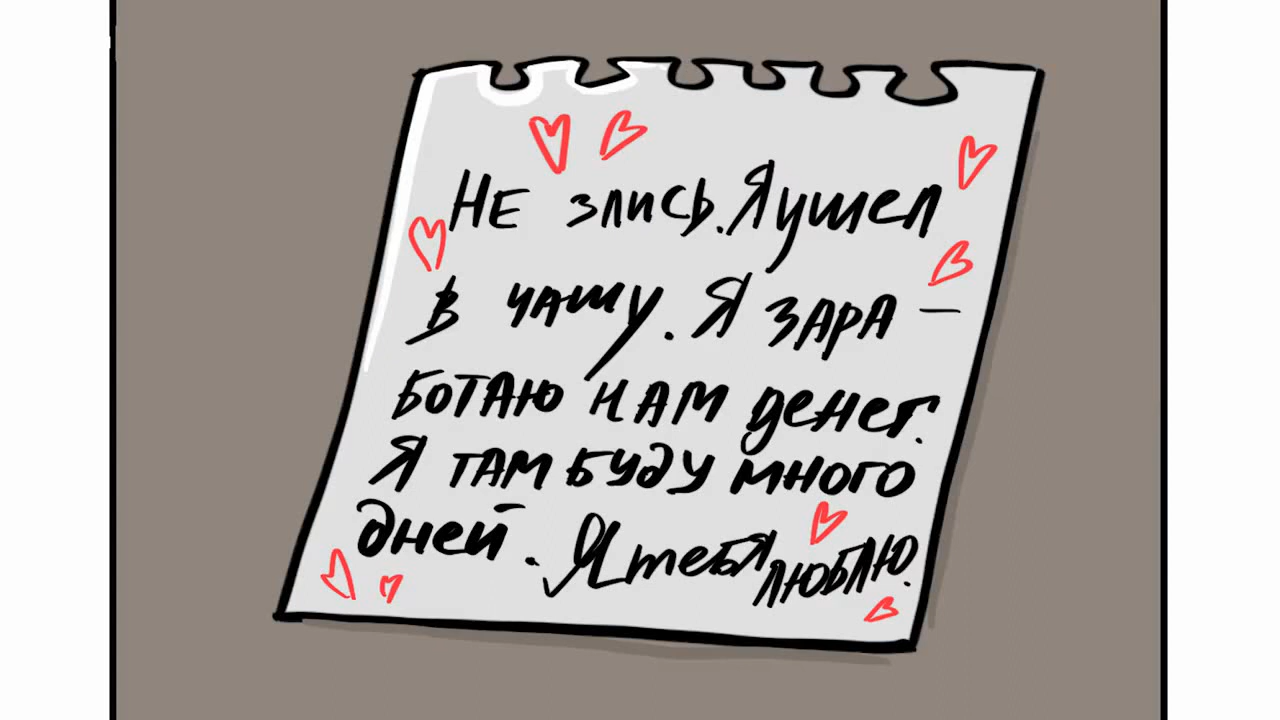 Не злись. Я ушел
в чащу. Я зара-
ботаю нам денег.
Я там буду много
дней. Я тебя люблю.